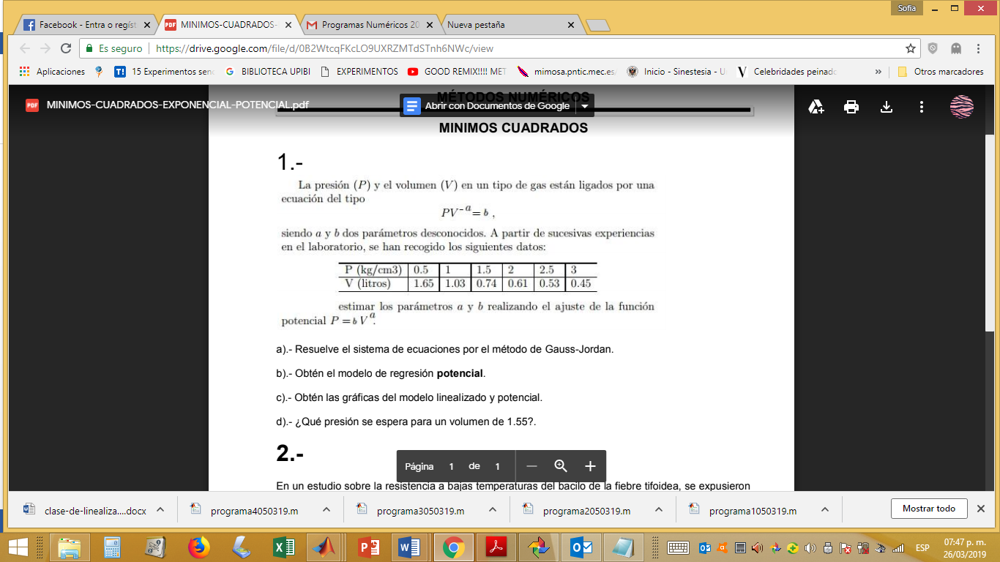 Sofía
Facebook - Entra o regíst
MINIMOS-CUADRADOS-
Programas Numéricos 20
Nueva pestaña
Es seguro
https://drive.google.com/file/d/0B2WtcqFKcLO9UXRZMTdSTnh6NWc/view
Aplicaciones
15 Experimentos senc
BIBLIOTECA UPIBI
EXPERIMENTOS
GOOD REMIX!!!! MET
mimosa.pntic.mec.es/
Inicio - Sinestesia - U
Celebridades peinado
»
Otros marcadores
MINIMOS-CUADRADOS-EXPONENCIAL-POTENCIAL.pdf
MÉTODOS NUMÉRICOS
Abrir con Documentos de Google
MINIMOS CUADRADOS
1.-
La presión (P) y el volumen (V) en un tipo de gas están ligados por una
ecuación del tipo
PV^-a = b ,
siendo a y b dos parámetros desconocidos. A partir de sucesivas experiencias
en el laboratorio, se han recogido los siguientes datos:
P (kg/cm3) 0.5 1 1.5 2 2.5 3
V (litros) 1.65 1.03 0.74 0.61 0.53 0.45
estimar los parámetros a y b realizando el ajuste de la función
potencial P = b V^a.
a).- Resuelve el sistema de ecuaciones por el método de Gauss-Jordan.
b).- Obtén el modelo de regresión potencial.
c).- Obtén las gráficas del modelo linealizado y potencial.
d).- ¿Qué presión se espera para un volumen de 1.55?.
2.-
Página 1 de 1
En un estudio sobre la resistencia a bajas temperaturas del bacilo de la fiebre tifoidea, se expusieron
clase-de-linealiza....docx
programa4050319.m
programa3050319.m
programa2050319.m
programa1050319.m
Mostrar todo
ESP
07:47 p. m.
26/03/2019